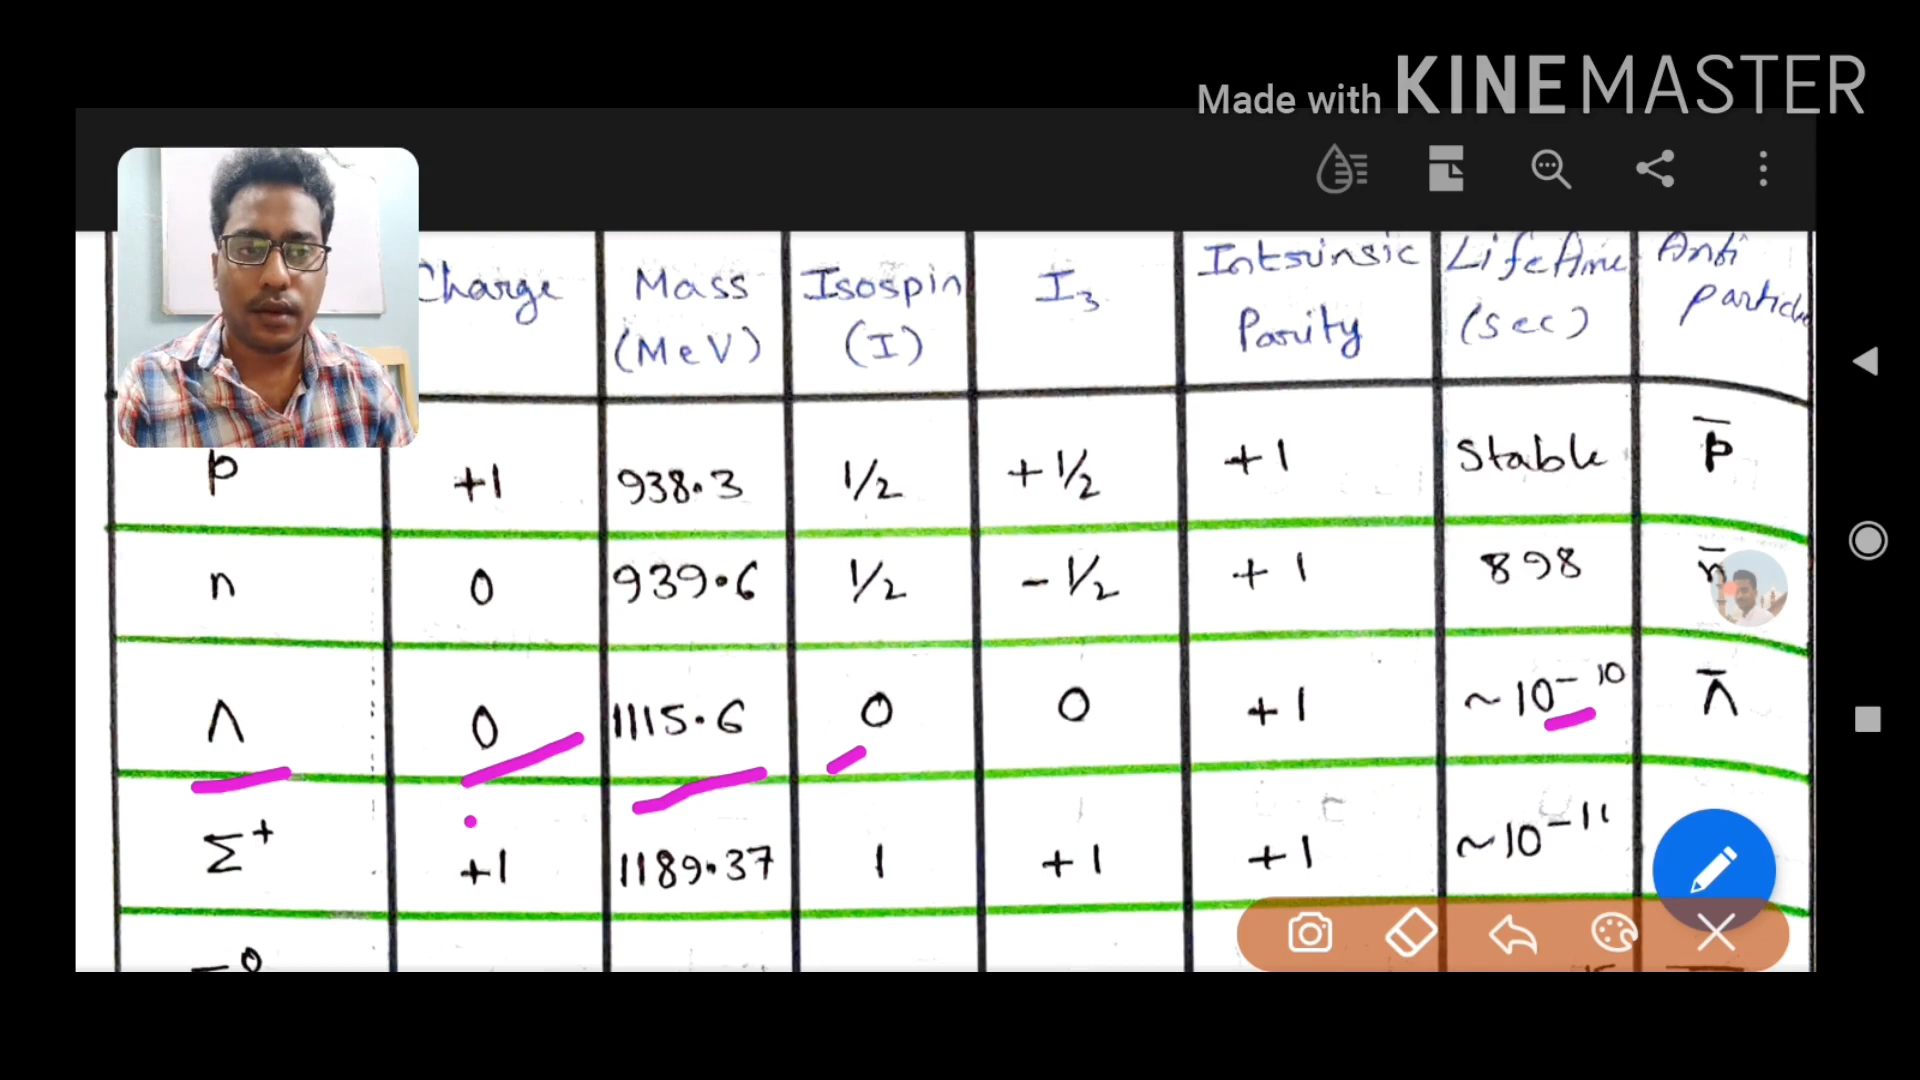 Made with KINEMASTER
Charge Mass (MeV) Isospin (I) I₃ Intrinsic Parity Lifetime (sec) Anti
p +1 938.3 1/2 +1/2 +1 Stable p̅
n 0 939.6 1/2 -1/2 +1 898 n̅
Λ 0 1115.6 0 0 +1 ~10⁻¹⁰ Λ̅
Σ⁺ +1 1189.37 1 +1 +1 ~10⁻¹¹